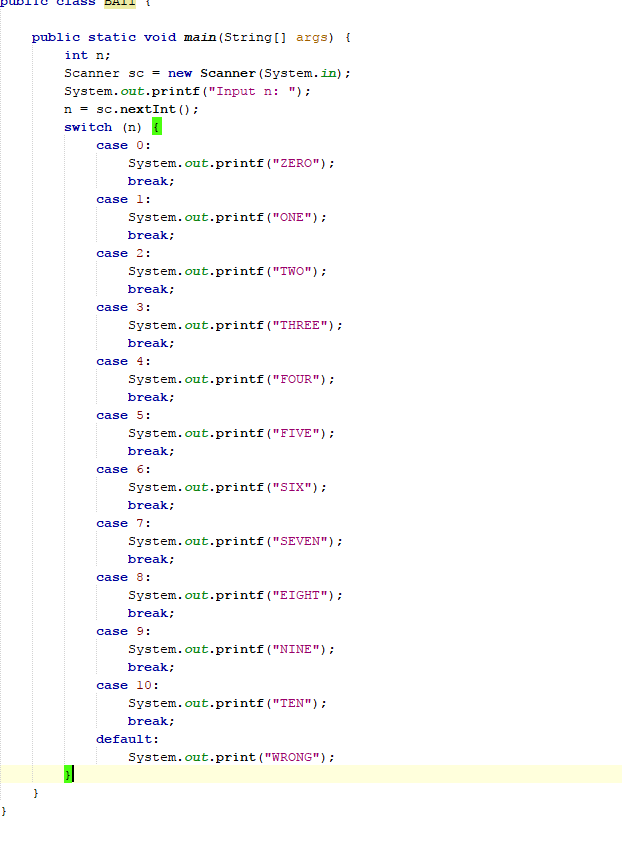 public class BAi1 {
public static void main(String[] args) {
int n;
Scanner sc = new Scanner(System.in);
System.out.printf("Input n: ");
n = sc.nextInt();
switch (n) {
case 0:
System.out.printf("ZERO");
break;
case 1:
System.out.printf("ONE");
break;
case 2:
System.out.printf("TWO");
break;
case 3:
System.out.printf("THREE");
break;
case 4:
System.out.printf("FOUR");
break;
case 5:
System.out.printf("FIVE");
break;
case 6:
System.out.printf("SIX");
break;
case 7:
System.out.printf("SEVEN");
break;
case 8:
System.out.printf("EIGHT");
break;
case 9:
System.out.printf("NINE");
break;
case 10:
System.out.printf("TEN");
break;
default:
System.out.print("WRONG");
}
}
}